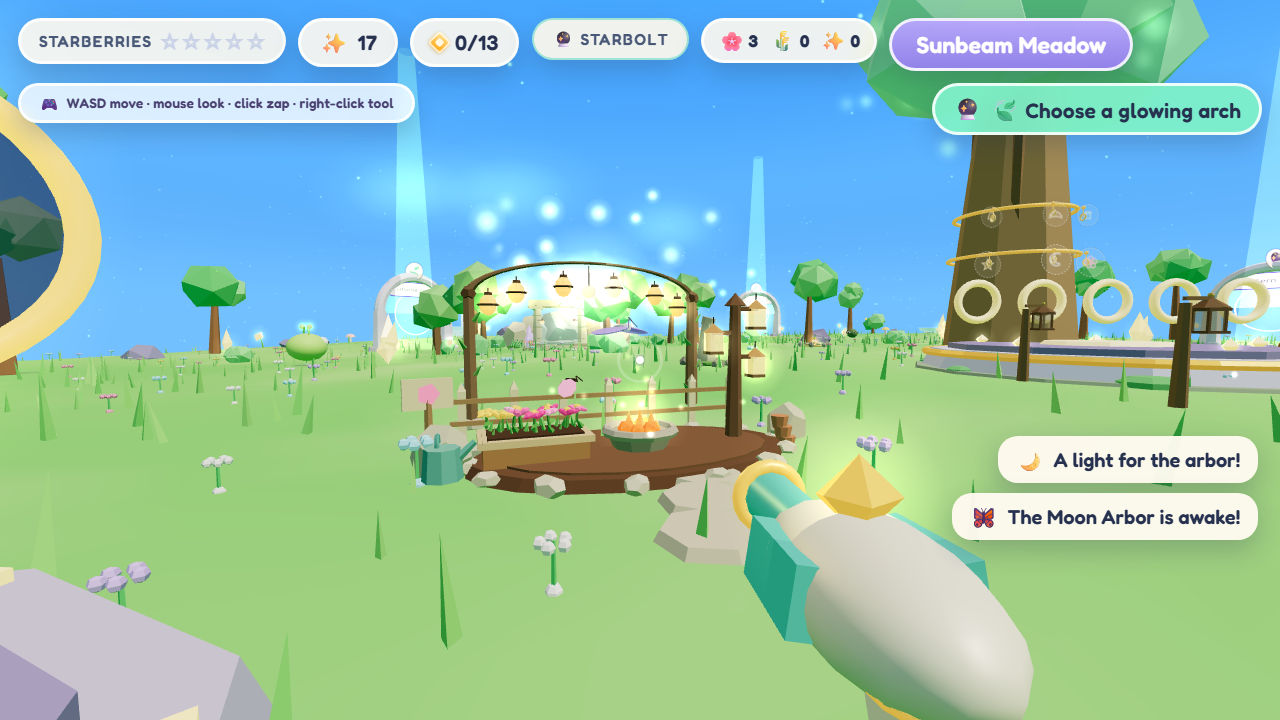 STARBERRIES
17
0/13
STARBOLT
3 0 0
Sunbeam Meadow
WASD move · mouse look · click zap · right-click tool
Choose a glowing arch
A light for the arbor!
The Moon Arbor is awake!